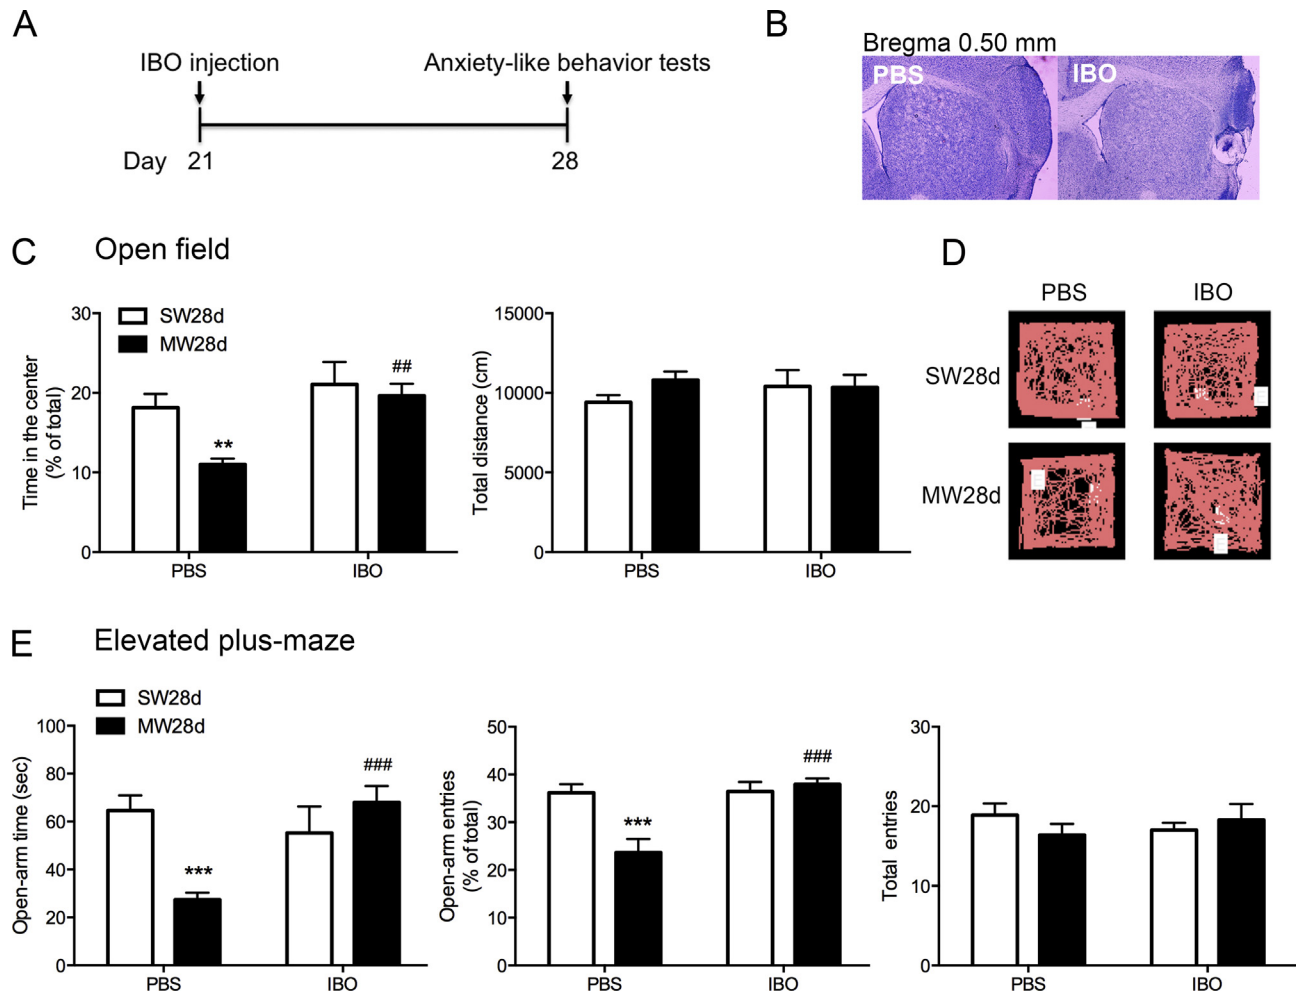 A
IBO injection
Anxiety-like behavior tests
Day 21
28
B
Bregma 0.50 mm
PBS
IBO
C
Open field
Time in the center
(% of total)
30
20
10
0
SW28d
MW28d
**
##
PBS
IBO
Total distance (cm)
15000
10000
5000
0
PBS
IBO
D
PBS
IBO
SW28d
MW28d
E
Elevated plus-maze
SW28d
MW28d
Open-arm time (sec)
100
80
60
40
20
0
***
###
PBS
IBO
Open-arm entries
(% of total)
50
40
30
20
10
0
***
###
PBS
IBO
Total entries
30
20
10
0
PBS
IBO